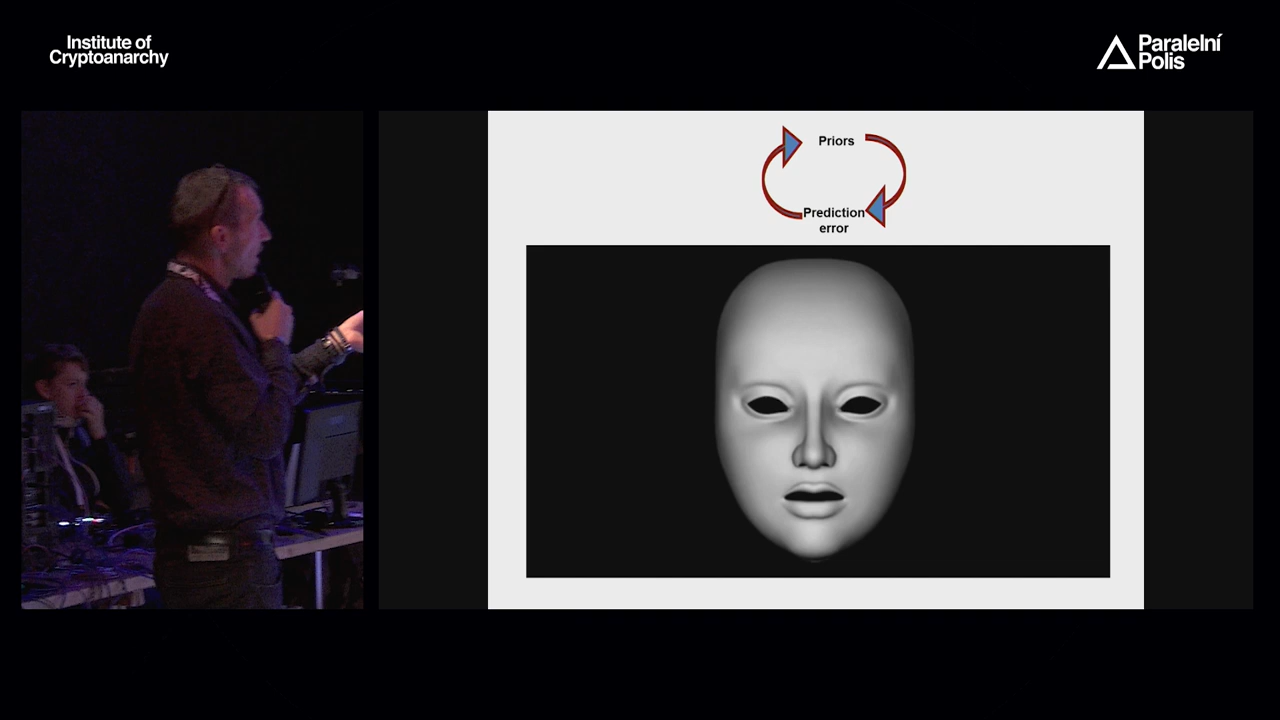 Institute of
Cryptoanarchy
Paralelní
Polis
Priors
Prediction
error